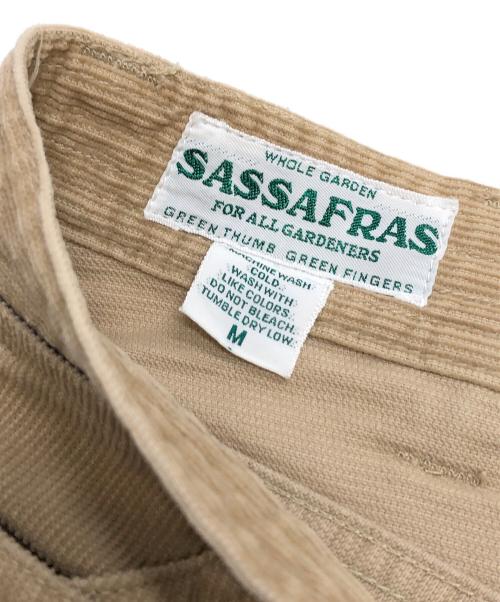 WHOLE GARDEN
SASSAFRAS
FOR ALL GARDENERS
GREEN THUMB GREEN FINGERS
MACHINE WASH
COLD.
WASH WITH
LIKE COLORS.
DO NOT BLEACH.
TUMBLE DRY LOW.
M